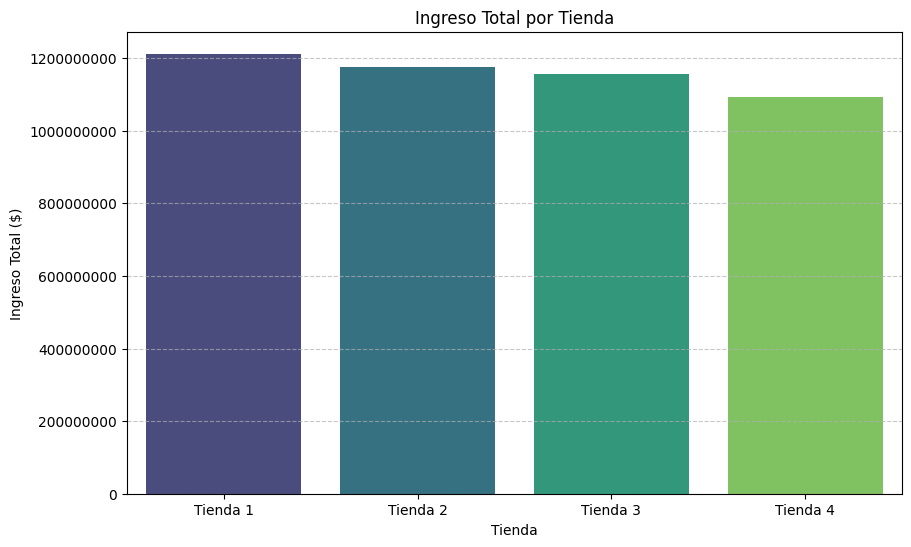 Ingreso Total por Tienda
Ingreso Total ($)
1200000000
1000000000
800000000
600000000
400000000
200000000
0
Tienda 1
Tienda 2
Tienda 3
Tienda 4
Tienda